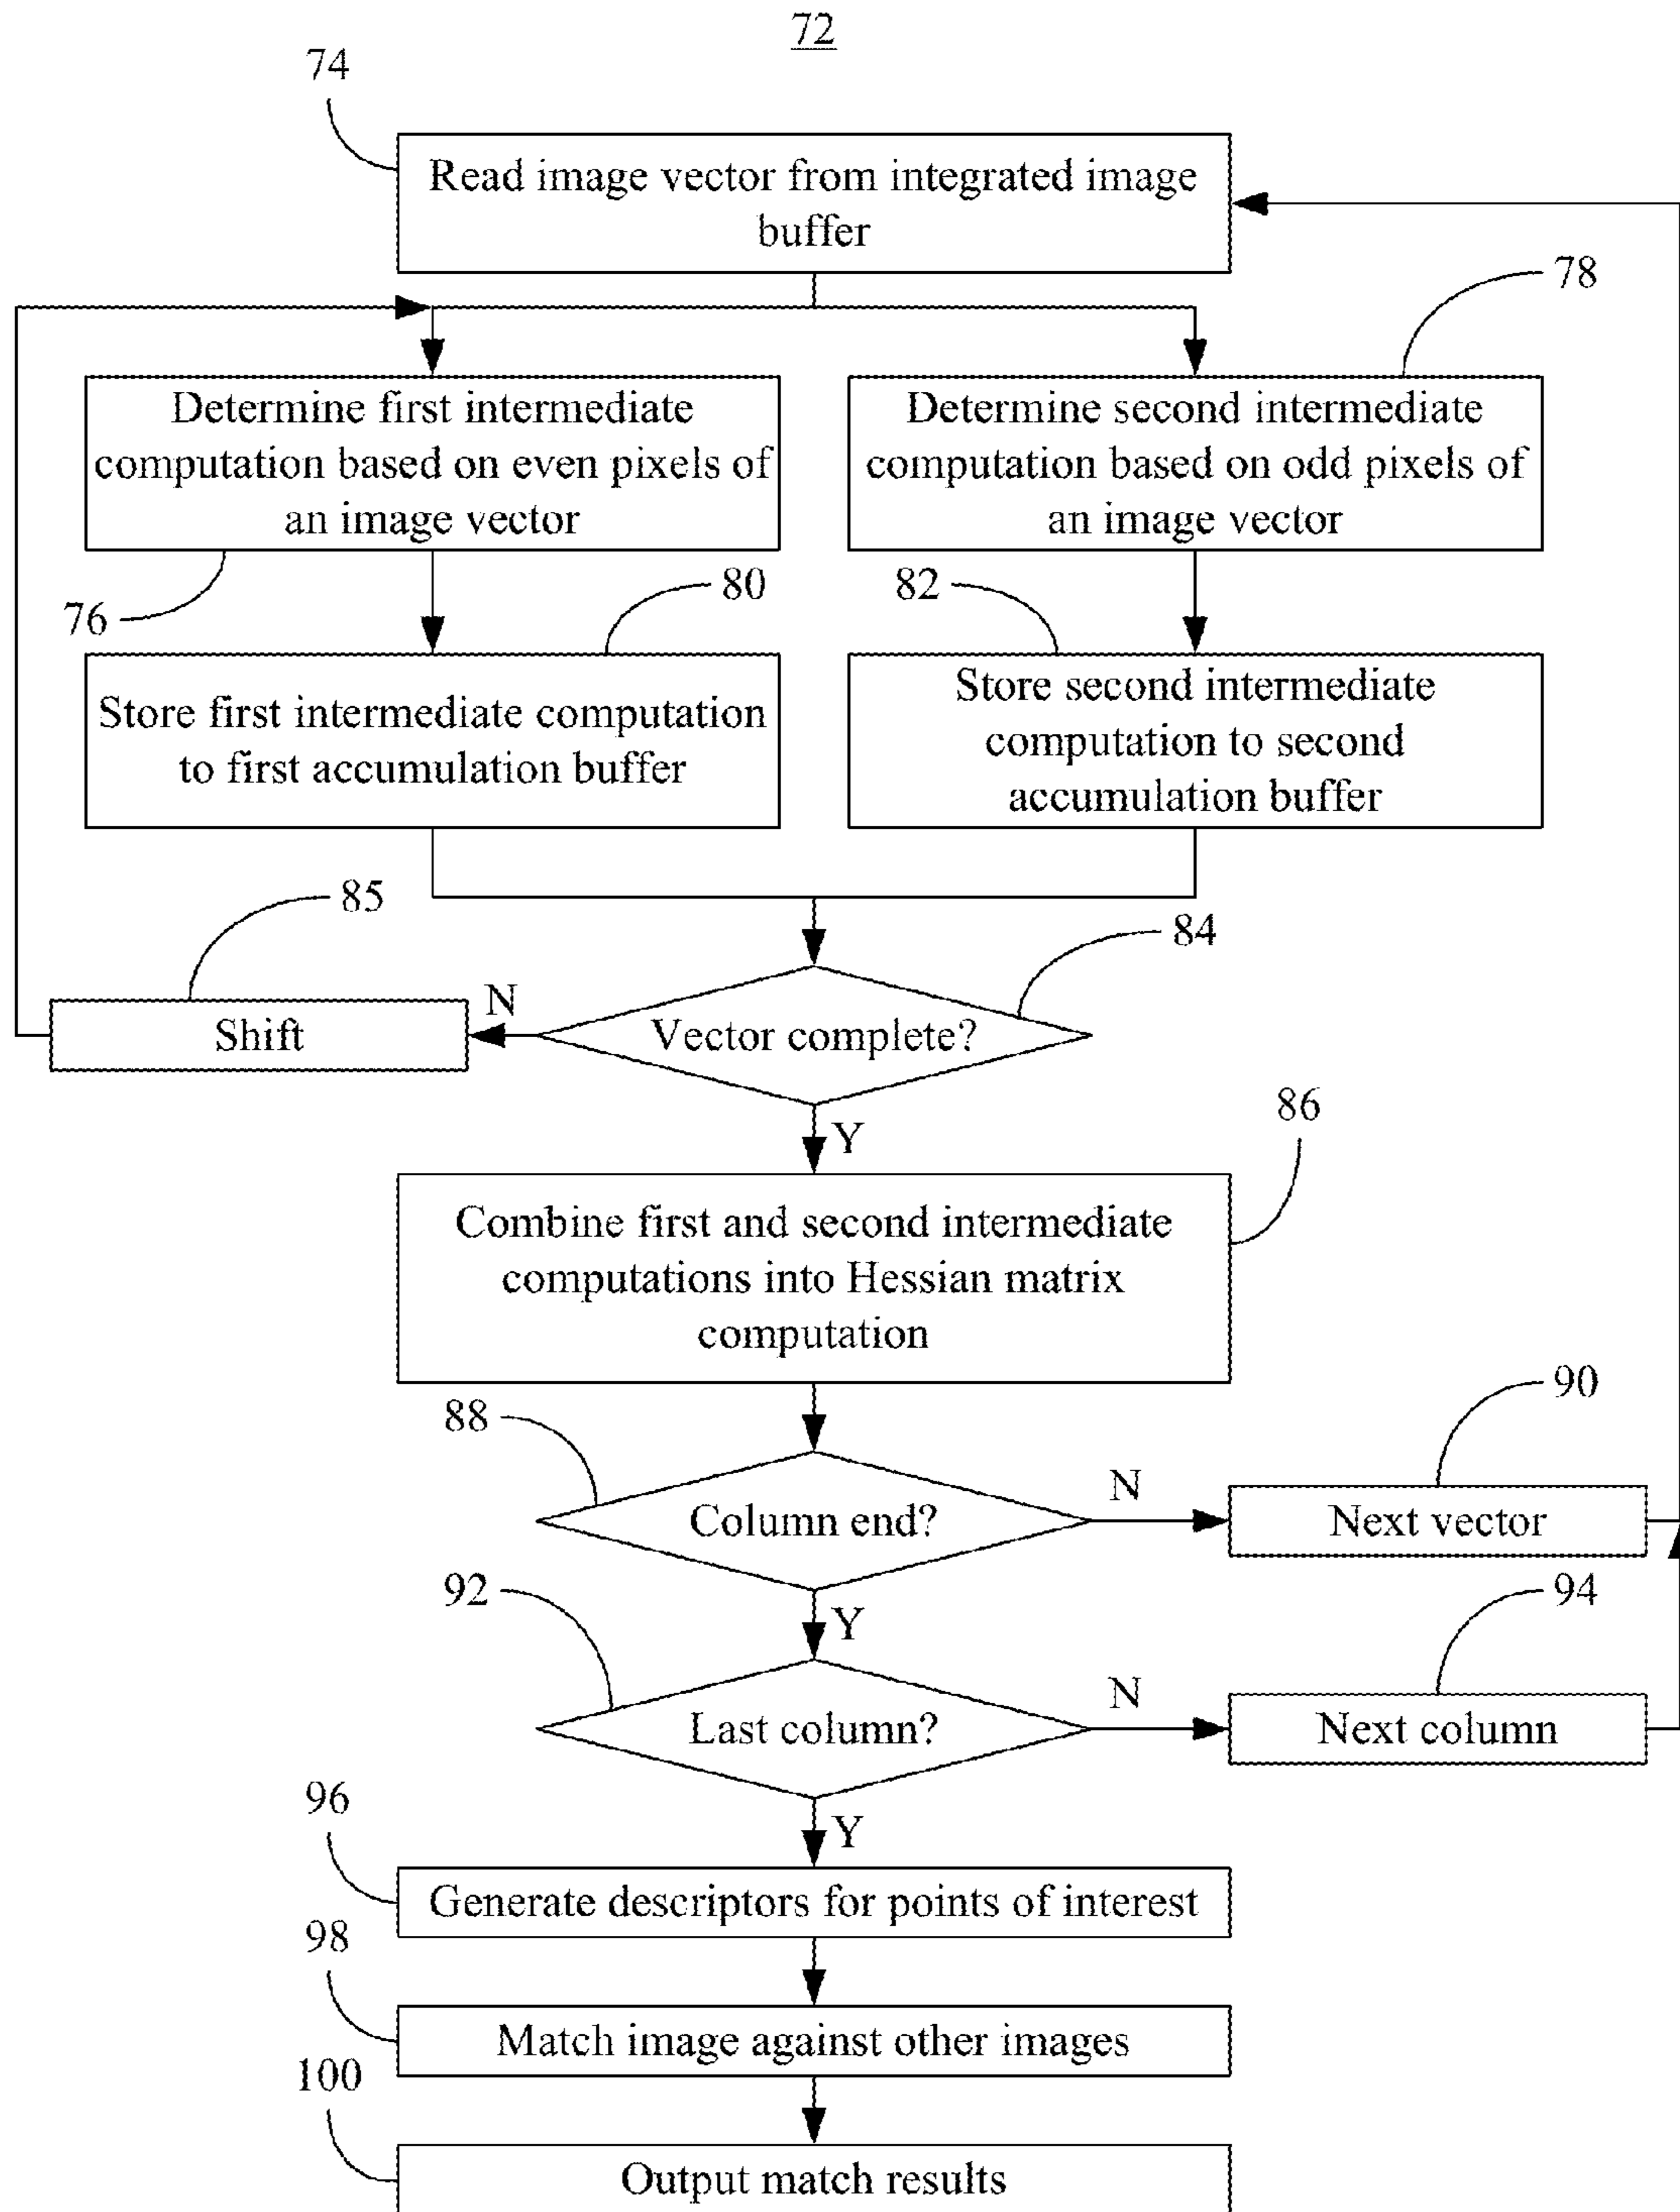 72
74
Read image vector from integrated image
buffer
78
Determine first intermediate
computation based on even pixels of
an image vector
Determine second intermediate
computation based on odd pixels of
an image vector
76
80
82
Store first intermediate computation
to first accumulation buffer
Store second intermediate
computation to second
accumulation buffer
85
84
N
Shift
Vector complete?
Y
86
Combine first and second intermediate
computations into Hessian matrix
computation
88
90
Column end?
N
Next vector
Y
92
94
Last column?
N
Next column
Y
96
Generate descriptors for points of interest
98
Match image against other images
100
Output match results